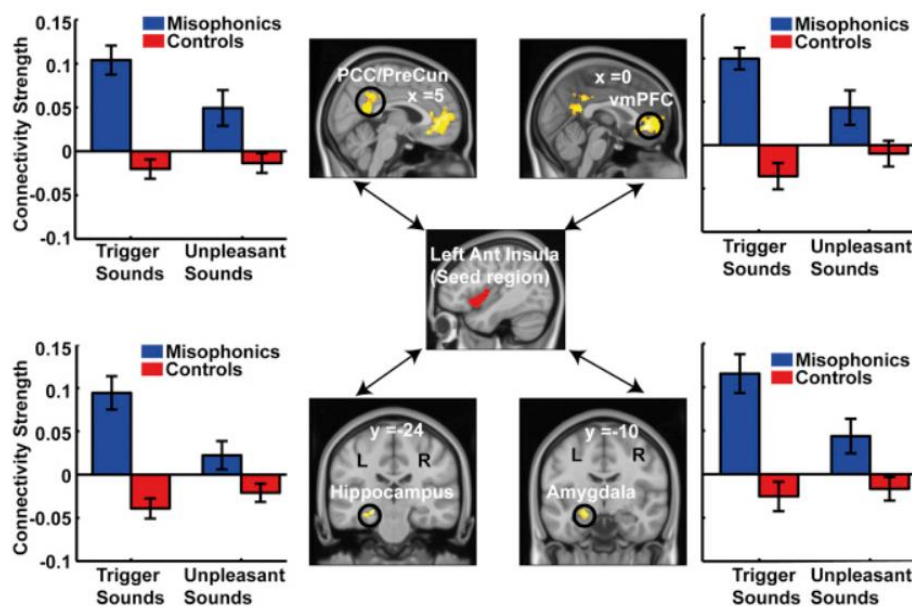 0.15
0.1
0.05
0
-0.05
-0.1
Connectivity Strength
Misophonics
Controls
Trigger
Sounds
Unpleasant
Sounds
PCC/PreCun
x =5
x =0
vmPFC
Misophonics
Controls
Trigger
Sounds
Unpleasant
Sounds
Left Ant Insula
(Seed region)
0.15
0.1
0.05
0
-0.05
-0.1
Connectivity Strength
Misophonics
Controls
Trigger
Sounds
Unpleasant
Sounds
y =-24
L R
Hippocampus
y =-10
L R
Amygdala
Misophonics
Controls
Trigger
Sounds
Unpleasant
Sounds